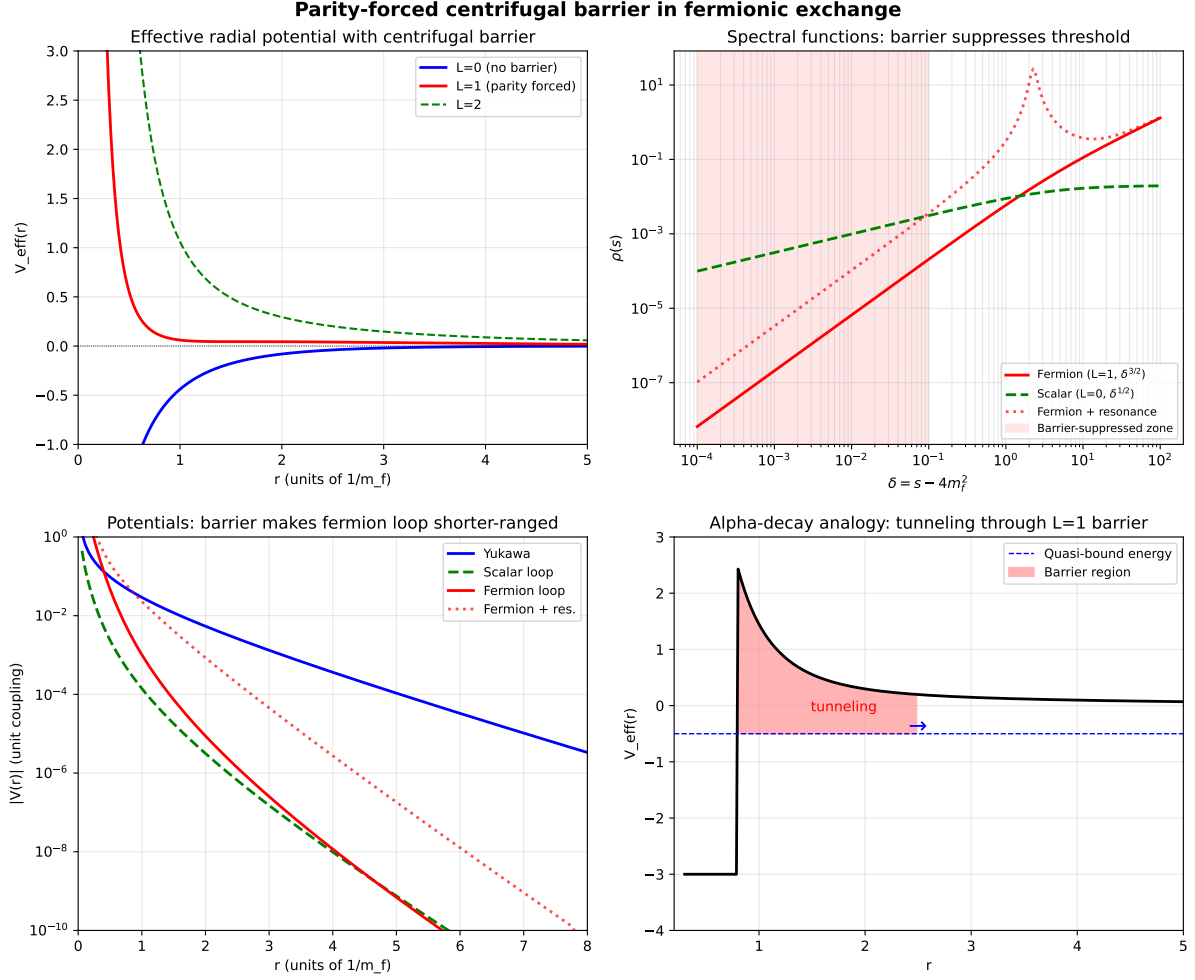 Parity-forced centrifugal barrier in fermionic exchange
Effective radial potential with centrifugal barrier
V_eff(r)
3.0
2.5
2.0
1.5
1.0
0.5
0.0
−0.5
−1.0
0 1 2 3 4 5
r (units of 1/m_f)
L=0 (no barrier)
L=1 (parity forced)
L=2
Spectral functions: barrier suppresses threshold
ρ(s)
10¹
10⁻¹
10⁻³
10⁻⁵
10⁻⁷
10⁻⁴ 10⁻³ 10⁻² 10⁻¹ 10⁰ 10¹ 10²
δ = s − 4m_f²
Fermion (L=1, δ^{3/2})
Scalar (L=0, δ^{1/2})
Fermion + resonance
Barrier-suppressed zone
Potentials: barrier makes fermion loop shorter-ranged
|V(r)| (unit coupling)
10⁰
10⁻²
10⁻⁴
10⁻⁶
10⁻⁸
10⁻¹⁰
0 1 2 3 4 5 6 7 8
r (units of 1/m_f)
Yukawa
Scalar loop
Fermion loop
Fermion + res.
Alpha-decay analogy: tunneling through L=1 barrier
V_eff(r)
3
2
1
0
−1
−2
−3
−4
1 2 3 4 5
r
Quasi-bound energy
Barrier region
tunneling